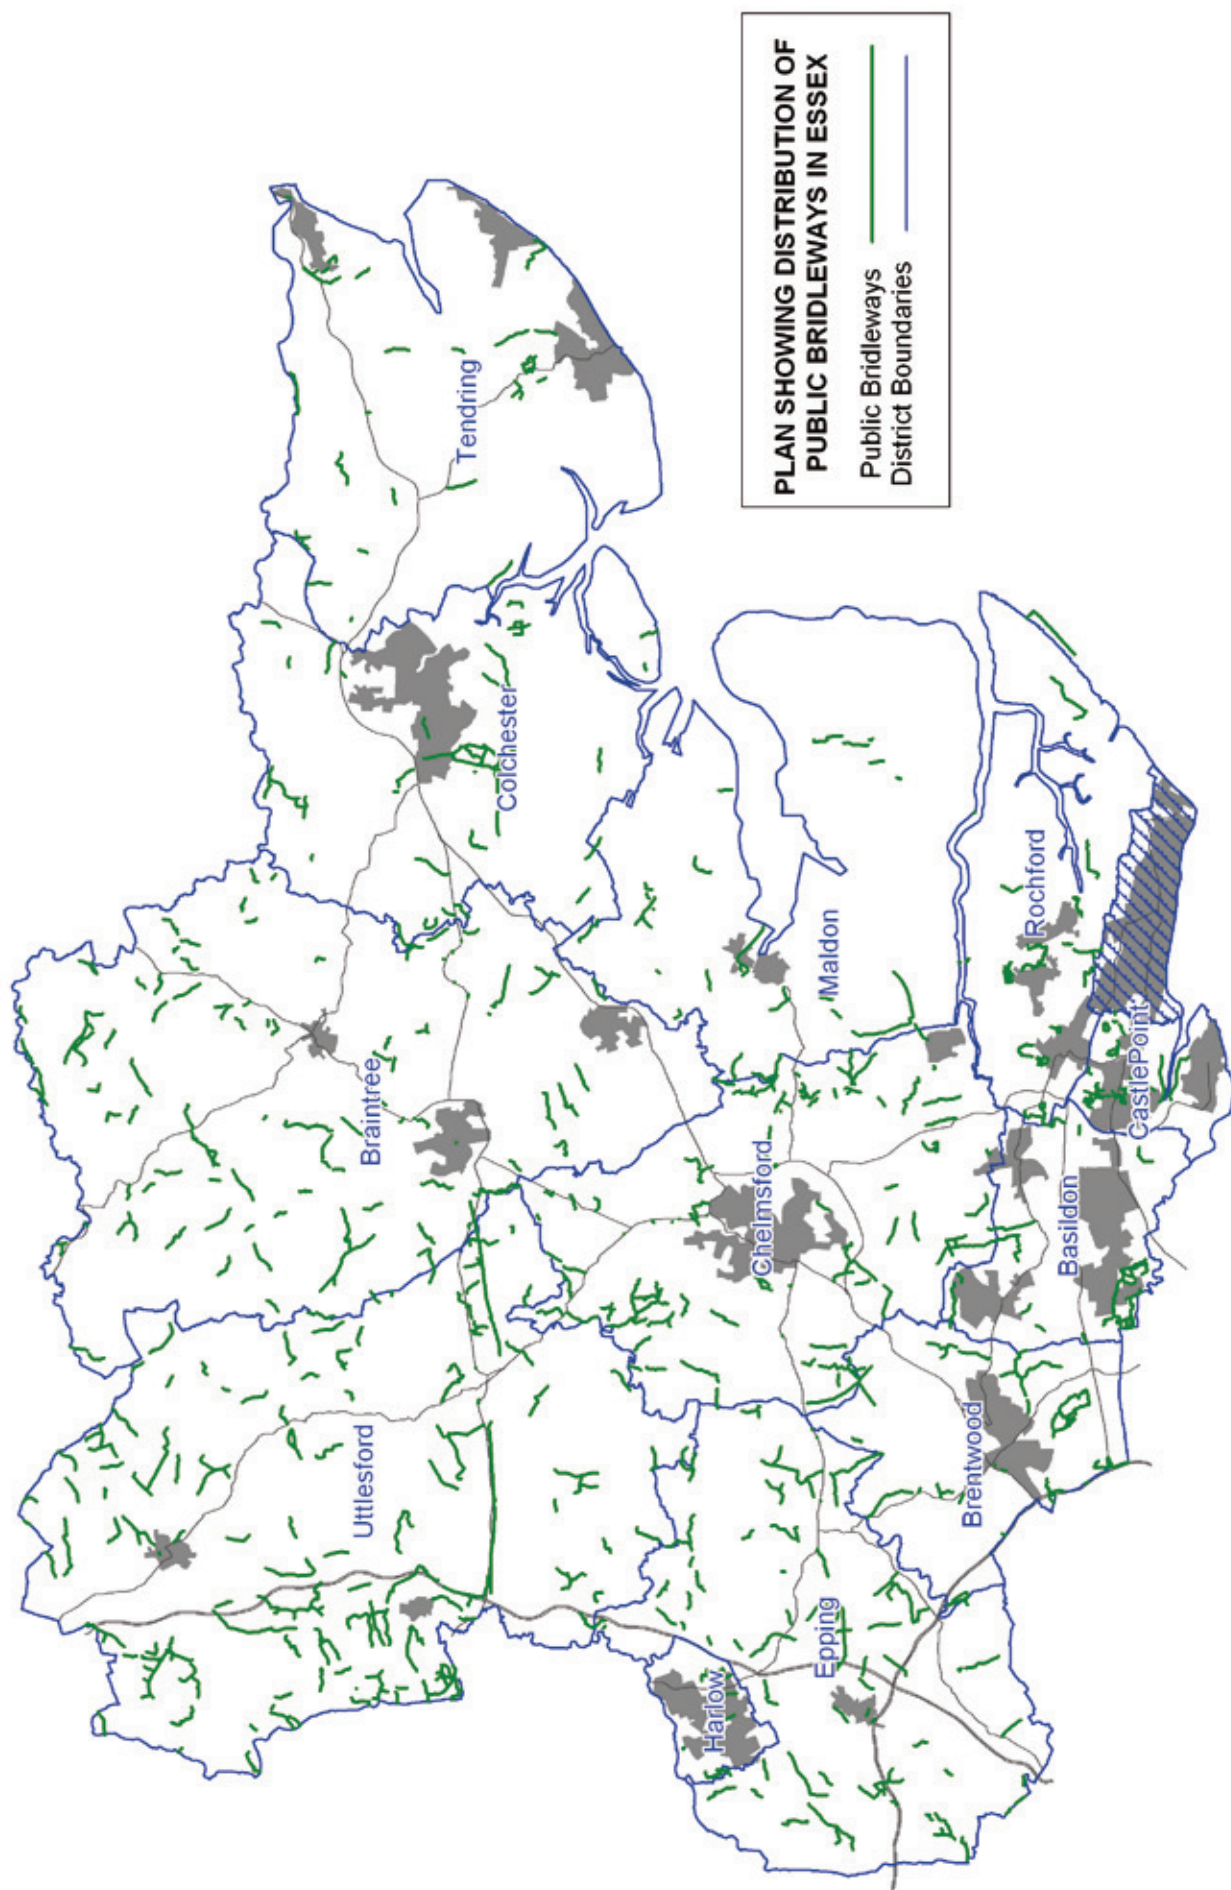 PLAN SHOWING DISTRIBUTION OF
PUBLIC BRIDLEWAYS IN ESSEX
Public Bridleways
District Boundaries
Uttlesford
Braintree
Colchester
Tendring
Harlow
Epping
Chelmsford
Maldon
Brentwood
Basildon
CastlePoint
Rochford